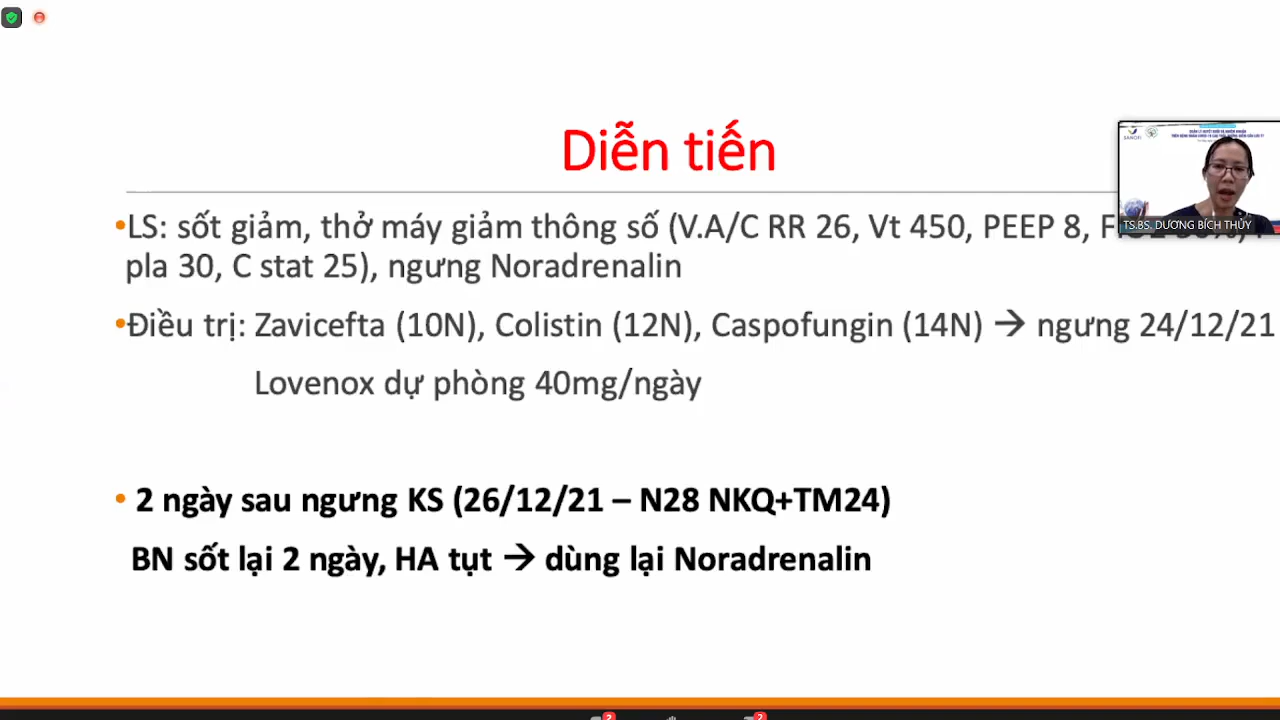 Diễn tiến
•LS: sốt giảm, thở máy giảm thông số (V.A/C RR 26, Vt 450, PEEP 8,
pla 30, C stat 25), ngưng Noradrenalin
•Điều trị: Zavicefta (10N), Colistin (12N), Caspofungin (14N) → ngưng 24/12/21
Lovenox dự phòng 40mg/ngày
• 2 ngày sau ngưng KS (26/12/21 – N28 NKQ+TM24)
BN sốt lại 2 ngày, HA tụt → dùng lại Noradrenalin
SANOFI
TS.BS. DƯƠNG BÍCH THỦY
2
2